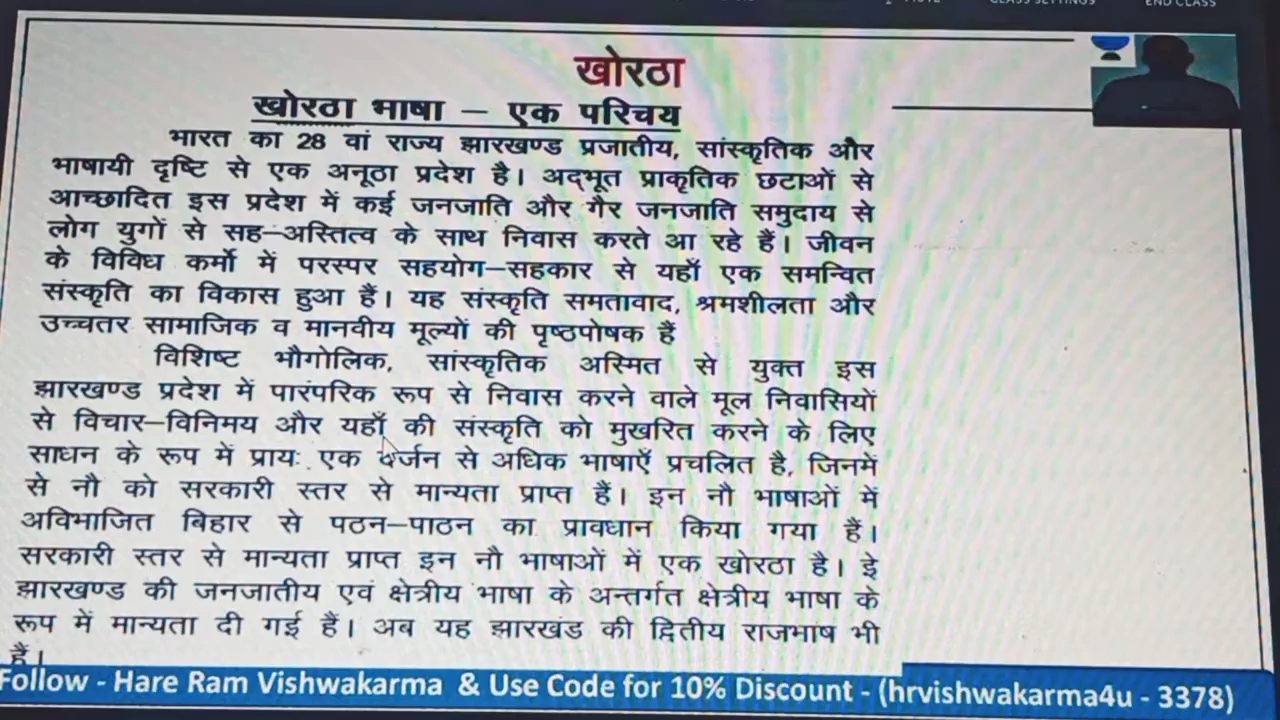 CLASS SETTINGS
END CLASS
खोरठा
खोरठा भाषा – एक परिचय
भारत का 28 वां राज्य झारखण्ड प्रजातीय, सांस्कृतिक और
भाषायी दृष्टि से एक अनूठा प्रदेश है। अद्भूत प्राकृतिक छटाओं से
आच्छादित इस प्रदेश में कई जनजाति और गैर जनजाति समुदाय से
लोग युगों से सह–अस्तित्व के साथ निवास करते आ रहे हैं। जीवन
के विविध कर्मो में परस्पर सहयोग–सहकार से यहाँ एक समन्वित
संस्कृति का विकास हुआ हैं। यह संस्कृति समतावाद, श्रमशीलता और
उच्चतर सामाजिक व मानवीय मूल्यों की पृष्ठपोषक हैं
विशिष्ट भौगोलिक, सांस्कृतिक अस्मित से युक्त इस
झारखण्ड प्रदेश में पारंपरिक रूप से निवास करने वाले मूल निवासियों
से विचार–विनिमय और यहाँ की संस्कृति को मुखरित करने के लिए
साधन के रूप में प्रायः एक दर्जन से अधिक भाषाएँ प्रचलित है, जिनमें
से नौ को सरकारी स्तर से मान्यता प्राप्त हैं। इन नौ भाषाओं में
अविभाजित बिहार से पठन–पाठन का प्रावधान किया गया हैं।
सरकारी स्तर से मान्यता प्राप्त इन नौ भाषाओं में एक खोरठा है। इे
झारखण्ड की जनजातीय एवं क्षेत्रीय भाषा के अन्तर्गत क्षेत्रीय भाषा के
रूप में मान्यता दी गई हैं। अब यह झारखंड की द्वितीय राजभाष भी
हैं।
Follow - Hare Ram Vishwakarma & Use Code for 10% Discount - (hrvishwakarma4u - 3378)